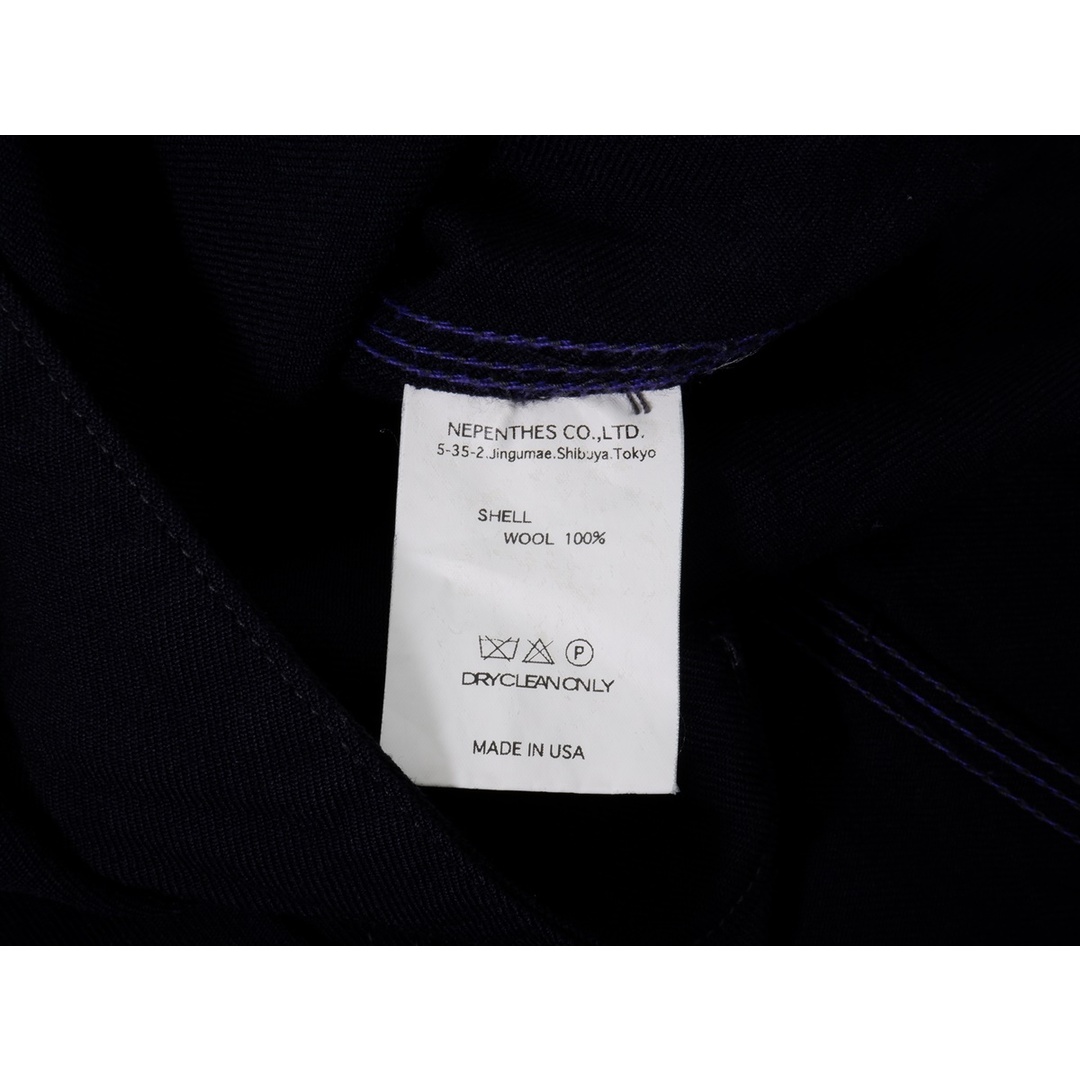 NEPENTHES CO.,LTD.
5-35-2.Jingumae.Shibuya.Tokyo
SHELL
WOOL 100%
P
DRYCLEAN ONLY
MADE IN USA